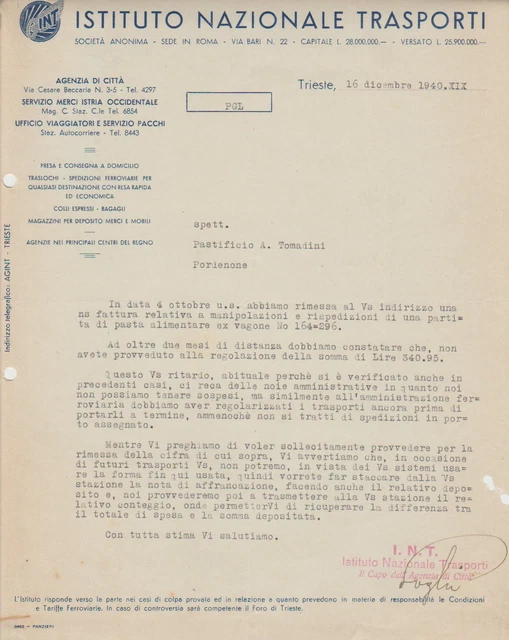 INT
ISTITUTO NAZIONALE TRASPORTI
SOCIETÀ ANONIMA - SEDE IN ROMA - VIA BARI N. 22 - CAPITALE L. 28.000.000.— - VERSATO L. 25.900.000.—
AGENZIA DI CITTÀ
Via Cesare Beccaria N. 3-5 - Tel. 4297
SERVIZIO MERCI ISTRIA OCCIDENTALE
Mag. C. Staz. C.le Tel. 6854
UFFICIO VIAGGIATORI E SERVIZIO PACCHI
Staz. Autocorriere - Tel. 8443
Trieste, 16 dicembre 1940.XIX
PGL
PRESA E CONSEGNA A DOMICILIO
TRASLOCHI - SPEDIZIONI FERROVIARIE PER
QUALSIASI DESTINAZIONE CON RESA RAPIDA
ED ECONOMICA
COLLI ESPRESSI - BAGAGLI
MAGAZZINI PER DEPOSITO MERCI E MOBILI
AGENZIE NEI PRINCIPALI CENTRI DEL REGNO
Indirizzo telegrafico: AGINT - TRIESTE
spett.
Pastificio A. Tomadini
Pordenone
In data 4 ottobre u.s. abbiamo rimessa al Vs indirizzo una
ns fattura relativa a manipolazioni e rispedizioni di una parti=
ta di pasta alimentare ex vagone No 164=296.
Ad oltre due mesi di distanza dobbiamo constatare che, non
avete provveduto alla regolazione della somma di Lire 340.95.
Questo Vs ritardo, abituale perchè si è verificato anche in
precedenti casi, ci reca delle noie amministrative in quanto noi
non possiamo tenere sospesi, ma similmente all'amministrazione fer=
roviaria dobbiamo aver regolarizzati i trasporti ancora prima di
portarli a termine, ammenochè non si tratti di spedizioni in por=
to assegnato.
Mentre Vi preghiamo di voler sollecitamente provvedere per la
rimessa della cifra di cui sopra, Vi avvertiamo che, in occasione
di futuri trasporti Vs, non potremo, in vista dei Vs sistemi usa=
re la forma fin qui usata, quindi vorrete far staccare dalla Vs
stazione la nota di affrancazione, facendo anche il relativo depo=
sito e, noi provvederemo poi a trasmettere alla Vs stazione il re=
lativo conteggio, onde permetterVi di ricuperare la differenza tra
il totale di spesa e la somma depositata.
Con tutta stima Vi salutiamo.
I. N. T.
Istituto Nazionale Trasporti
Il Capo dell'Agenzia di Città
L'Istituto risponde verso le parte nei casi di colpa provata ed in relazione a quanto prevedono in materia di responsabilità le Condizioni
e Tariffe Ferroviarie. In caso di controversia sarà competente il Foro di Trieste.
PANZIERI